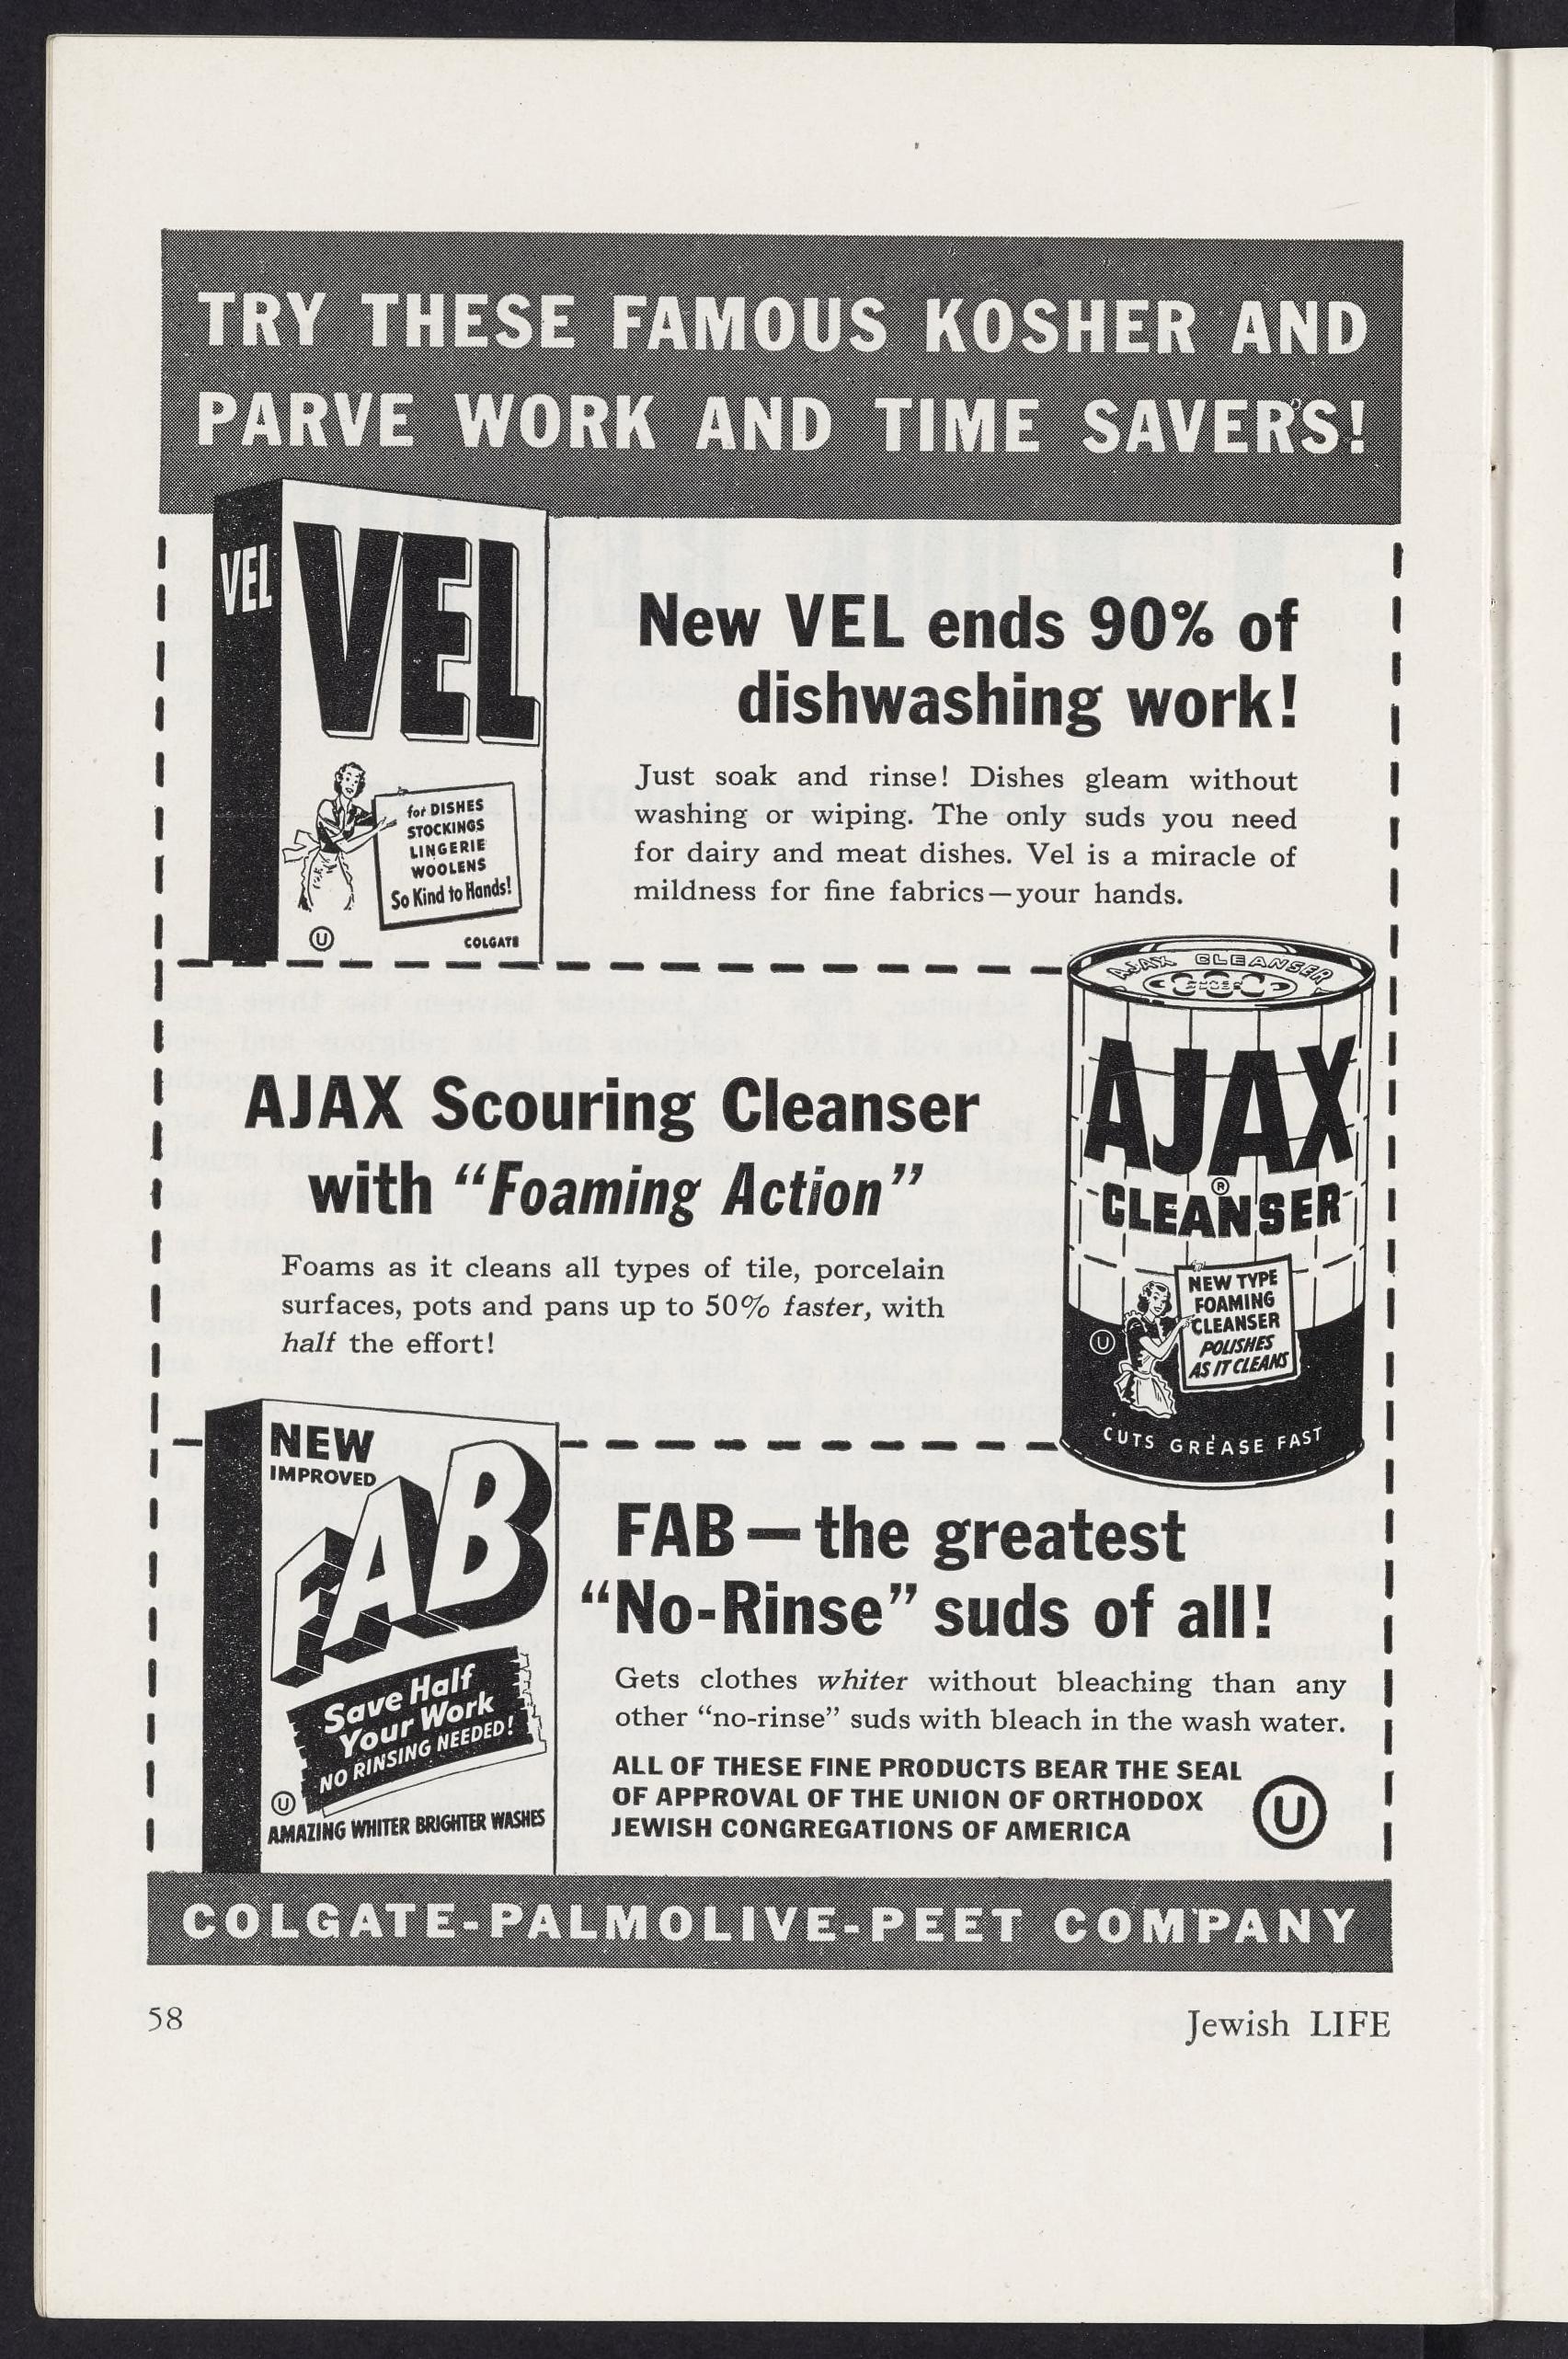 TRY THESE FAMOUS KOSHER AND
PARVE WORK AND TIME SAVERS!
VEL
VEL
for DISHES
STOCKINGS
LINGERIE
WOOLENS
So Kind to Hands!
U
COLGATE
New VEL ends 90% of
dishwashing work!
Just soak and rinse! Dishes gleam without
washing or wiping. The only suds you need
for dairy and meat dishes. Vel is a miracle of
mildness for fine fabrics—your hands.
AJAX Scouring Cleanser
with “Foaming Action”
Foams as it cleans all types of tile, porcelain
surfaces, pots and pans up to 50% faster, with
half the effort!
AJAX CLEANSER
AJAX
®
CLEANSER
NEW TYPE
FOAMING
CLEANSER
POLISHES
AS IT CLEANS
U
CUTS GREASE FAST
NEW
IMPROVED
FAB
Save Half
Your Work
NO RINSING NEEDED!
U
AMAZING WHITER BRIGHTER WASHES
FAB—the greatest
“No-Rinse” suds of all!
Gets clothes whiter without bleaching than any
other “no-rinse” suds with bleach in the wash water.
ALL OF THESE FINE PRODUCTS BEAR THE SEAL
OF APPROVAL OF THE UNION OF ORTHODOX
JEWISH CONGREGATIONS OF AMERICA
U
COLGATE-PALMOLIVE-PEET COMPANY
58
Jewish LIFE